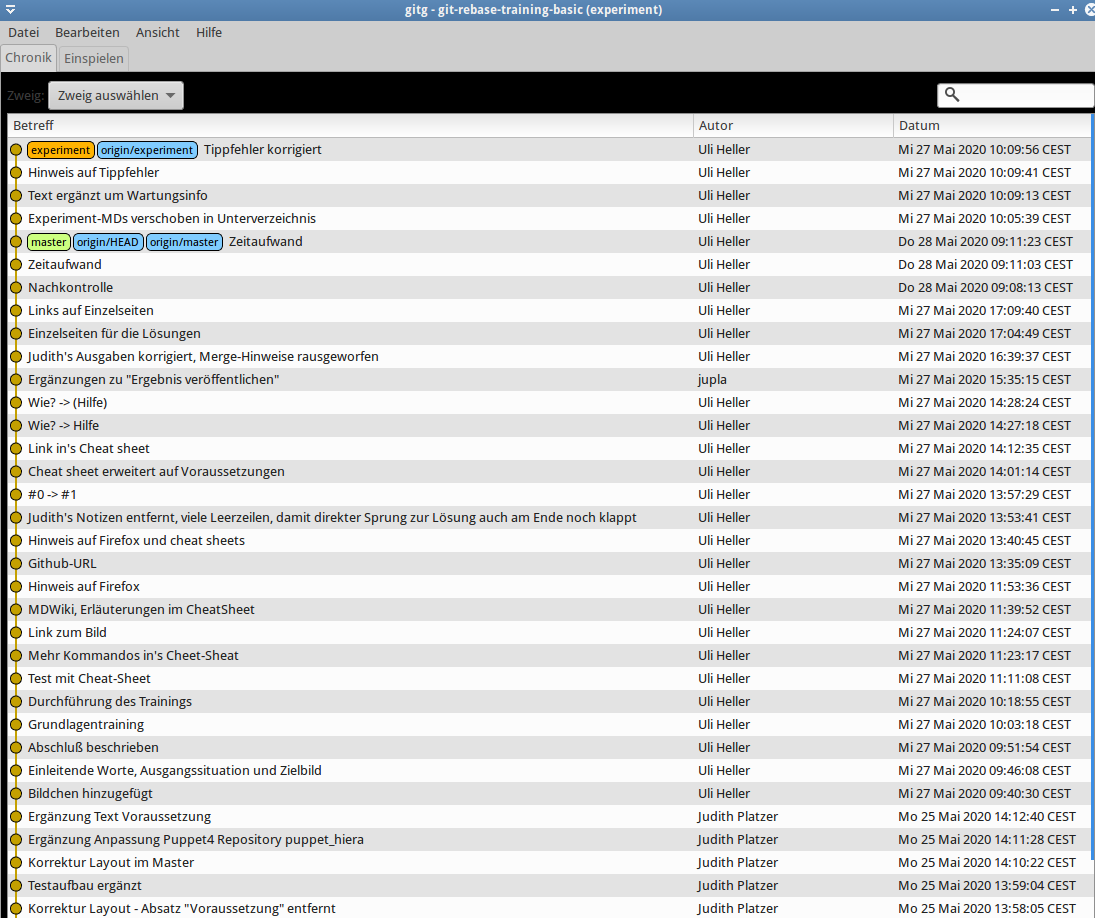 gitg - git-rebase-training-basic (experiment)
Datei Bearbeiten Ansicht Hilfe
Chronik Einspielen
Zweig: Zweig auswählen
Betreff Autor Datum
experiment origin/experiment Tippfehler korrigiert Uli Heller Mi 27 Mai 2020 10:09:56 CEST
Hinweis auf Tippfehler Uli Heller Mi 27 Mai 2020 10:09:41 CEST
Text ergänzt um Wartungsinfo Uli Heller Mi 27 Mai 2020 10:09:13 CEST
Experiment-MDs verschoben in Unterverzeichnis Uli Heller Mi 27 Mai 2020 10:05:39 CEST
master origin/HEAD origin/master Zeitaufwand Uli Heller Do 28 Mai 2020 09:11:23 CEST
Zeitaufwand Uli Heller Do 28 Mai 2020 09:11:03 CEST
Nachkontrolle Uli Heller Do 28 Mai 2020 09:08:13 CEST
Links auf Einzelseiten Uli Heller Mi 27 Mai 2020 17:09:40 CEST
Einzelseiten für die Lösungen Uli Heller Mi 27 Mai 2020 17:04:49 CEST
Judith's Ausgaben korrigiert, Merge-Hinweise rausgeworfen Uli Heller Mi 27 Mai 2020 16:39:37 CEST
Ergänzungen zu "Ergebnis veröffentlichen" jupla Mi 27 Mai 2020 15:35:15 CEST
Wie? -> (Hilfe) Uli Heller Mi 27 Mai 2020 14:28:24 CEST
Wie? -> Hilfe Uli Heller Mi 27 Mai 2020 14:27:18 CEST
Link in's Cheat sheet Uli Heller Mi 27 Mai 2020 14:12:35 CEST
Cheat sheet erweitert auf Voraussetzungen Uli Heller Mi 27 Mai 2020 14:01:14 CEST
#0 -> #1 Uli Heller Mi 27 Mai 2020 13:57:29 CEST
Judith's Notizen entfernt, viele Leerzeilen, damit direkter Sprung zur Lösung auch am Ende noch klappt Uli Heller Mi 27 Mai 2020 13:53:41 CEST
Hinweis auf Firefox und cheat sheets Uli Heller Mi 27 Mai 2020 13:40:45 CEST
Github-URL Uli Heller Mi 27 Mai 2020 13:35:09 CEST
Hinweis auf Firefox Uli Heller Mi 27 Mai 2020 11:53:36 CEST
MDWiki, Erläuterungen im CheatSheet Uli Heller Mi 27 Mai 2020 11:39:52 CEST
Link zum Bild Uli Heller Mi 27 Mai 2020 11:24:07 CEST
Mehr Kommandos in's Cheet-Sheat Uli Heller Mi 27 Mai 2020 11:23:17 CEST
Test mit Cheat-Sheet Uli Heller Mi 27 Mai 2020 11:11:08 CEST
Durchführung des Trainings Uli Heller Mi 27 Mai 2020 10:18:55 CEST
Grundlagentraining Uli Heller Mi 27 Mai 2020 10:03:18 CEST
Abschluß beschrieben Uli Heller Mi 27 Mai 2020 09:51:54 CEST
Einleitende Worte, Ausgangssituation und Zielbild Uli Heller Mi 27 Mai 2020 09:46:08 CEST
Bildchen hinzugefügt Uli Heller Mi 27 Mai 2020 09:40:30 CEST
Ergänzung Text Voraussetzung Judith Platzer Mo 25 Mai 2020 14:12:40 CEST
Ergänzung Anpassung Puppet4 Repository puppet_hiera Judith Platzer Mo 25 Mai 2020 14:11:28 CEST
Korrektur Layout im Master Judith Platzer Mo 25 Mai 2020 14:10:22 CEST
Testaufbau ergänzt Judith Platzer Mo 25 Mai 2020 13:59:04 CEST
Korrektur Layout - Absatz "Voraussetzung" entfernt Judith Platzer Mo 25 Mai 2020 13:58:05 CEST